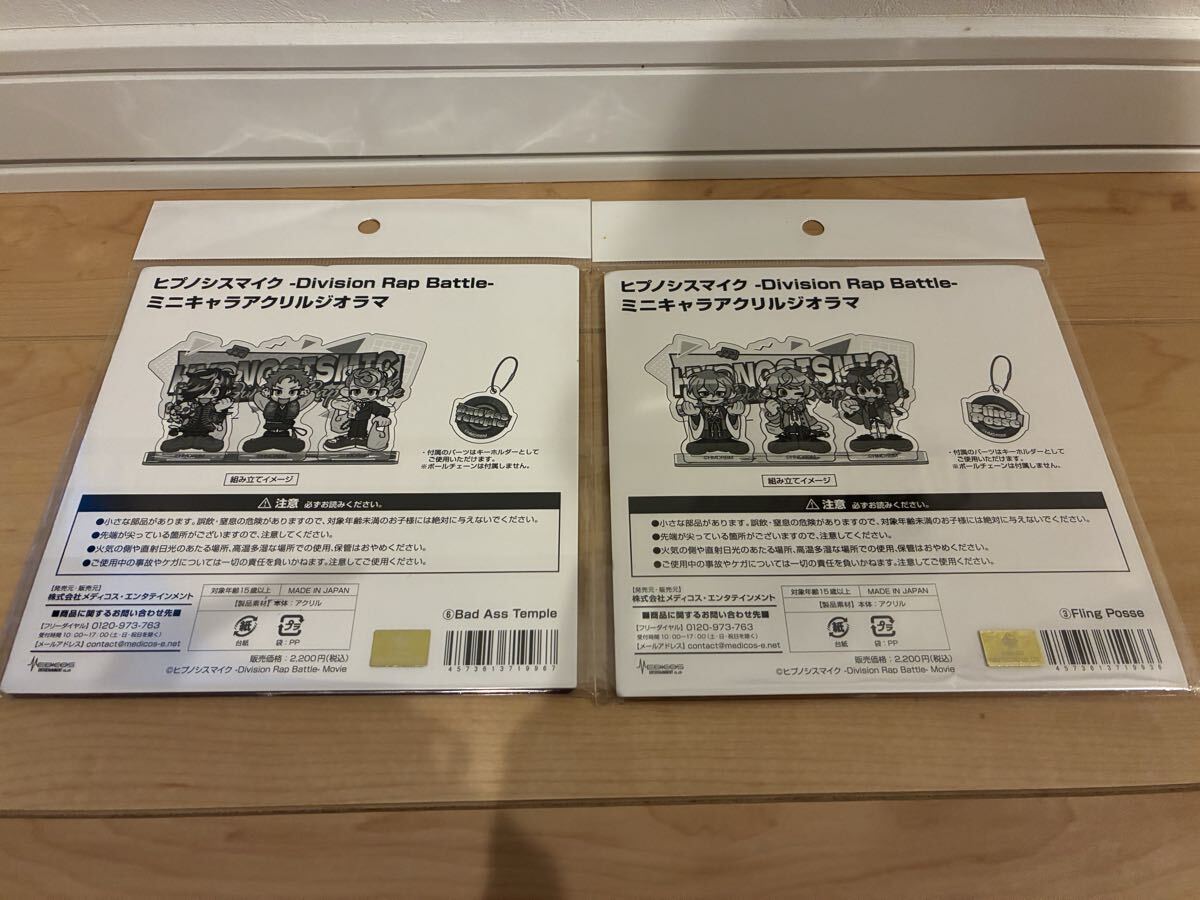 ヒプノシスマイク -Division Rap Battle-
ミニキャラアクリルジオラマ
・付属のパーツはキーホルダーとして
ご使用いただけます。
※ボールチェーンは付属しません。
組み立てイメージ
⚠ 注意 必ずお読みください。
●小さな部品があります。誤飲・窒息の危険がありますので、対象年齢未満のお子様には絶対に与えないでください。
●先端が尖っている箇所がございますので、注意してください。
●火気の側や直射日光のあたる場所、高温多湿な場所での使用、保管はおやめください。
●ご使用中の事故やケガについては一切の責任を負いかねます。注意してご使用ください。
【発売元・販売元】
株式会社メディコス・エンタテインメント
■商品に関するお問い合わせ先■
【フリーダイヤル】0120-973-763
受付時間 10:00~17:00(土・日・祝日を除く)
【メールアドレス】contact@medicos-e.net
対象年齢15歳以上 MADE IN JAPAN
【製品素材】本体:アクリル
紙 プラ
台紙 袋:PP
販売価格:2,200円(税込)
⑥Bad Ass Temple
4573613719967
©ヒプノシスマイク -Division Rap Battle- Movie
ヒプノシスマイク -Division Rap Battle-
ミニキャラアクリルジオラマ
Fling Posse
・付属のパーツはキーホルダーとして
ご使用いただけます。
※ボールチェーンは付属しません。
組み立てイメージ
⚠ 注意 必ずお読みください。
●小さな部品があります。誤飲・窒息の危険がありますので、対象年齢未満のお子様には絶対に与えないでください。
●先端が尖っている箇所がございますので、注意してください。
●火気の側や直射日光のあたる場所、高温多湿な場所での使用、保管はおやめください。
●ご使用中の事故やケガについては一切の責任を負いかねます。注意してご使用ください。
【発売元・販売元】
株式会社メディコス・エンタテインメント
■商品に関するお問い合わせ先■
【フリーダイヤル】0120-973-763
受付時間 10:00~17:00(土・日・祝日を除く)
【メールアドレス】contact@medicos-e.net
対象年齢15歳以上 MADE IN JAPAN
【製品素材】本体:アクリル
紙 プラ
台紙 袋:PP
販売価格:2,200円(税込)
③Fling Posse
©ヒプノシスマイク -Division Rap Battle- Movie